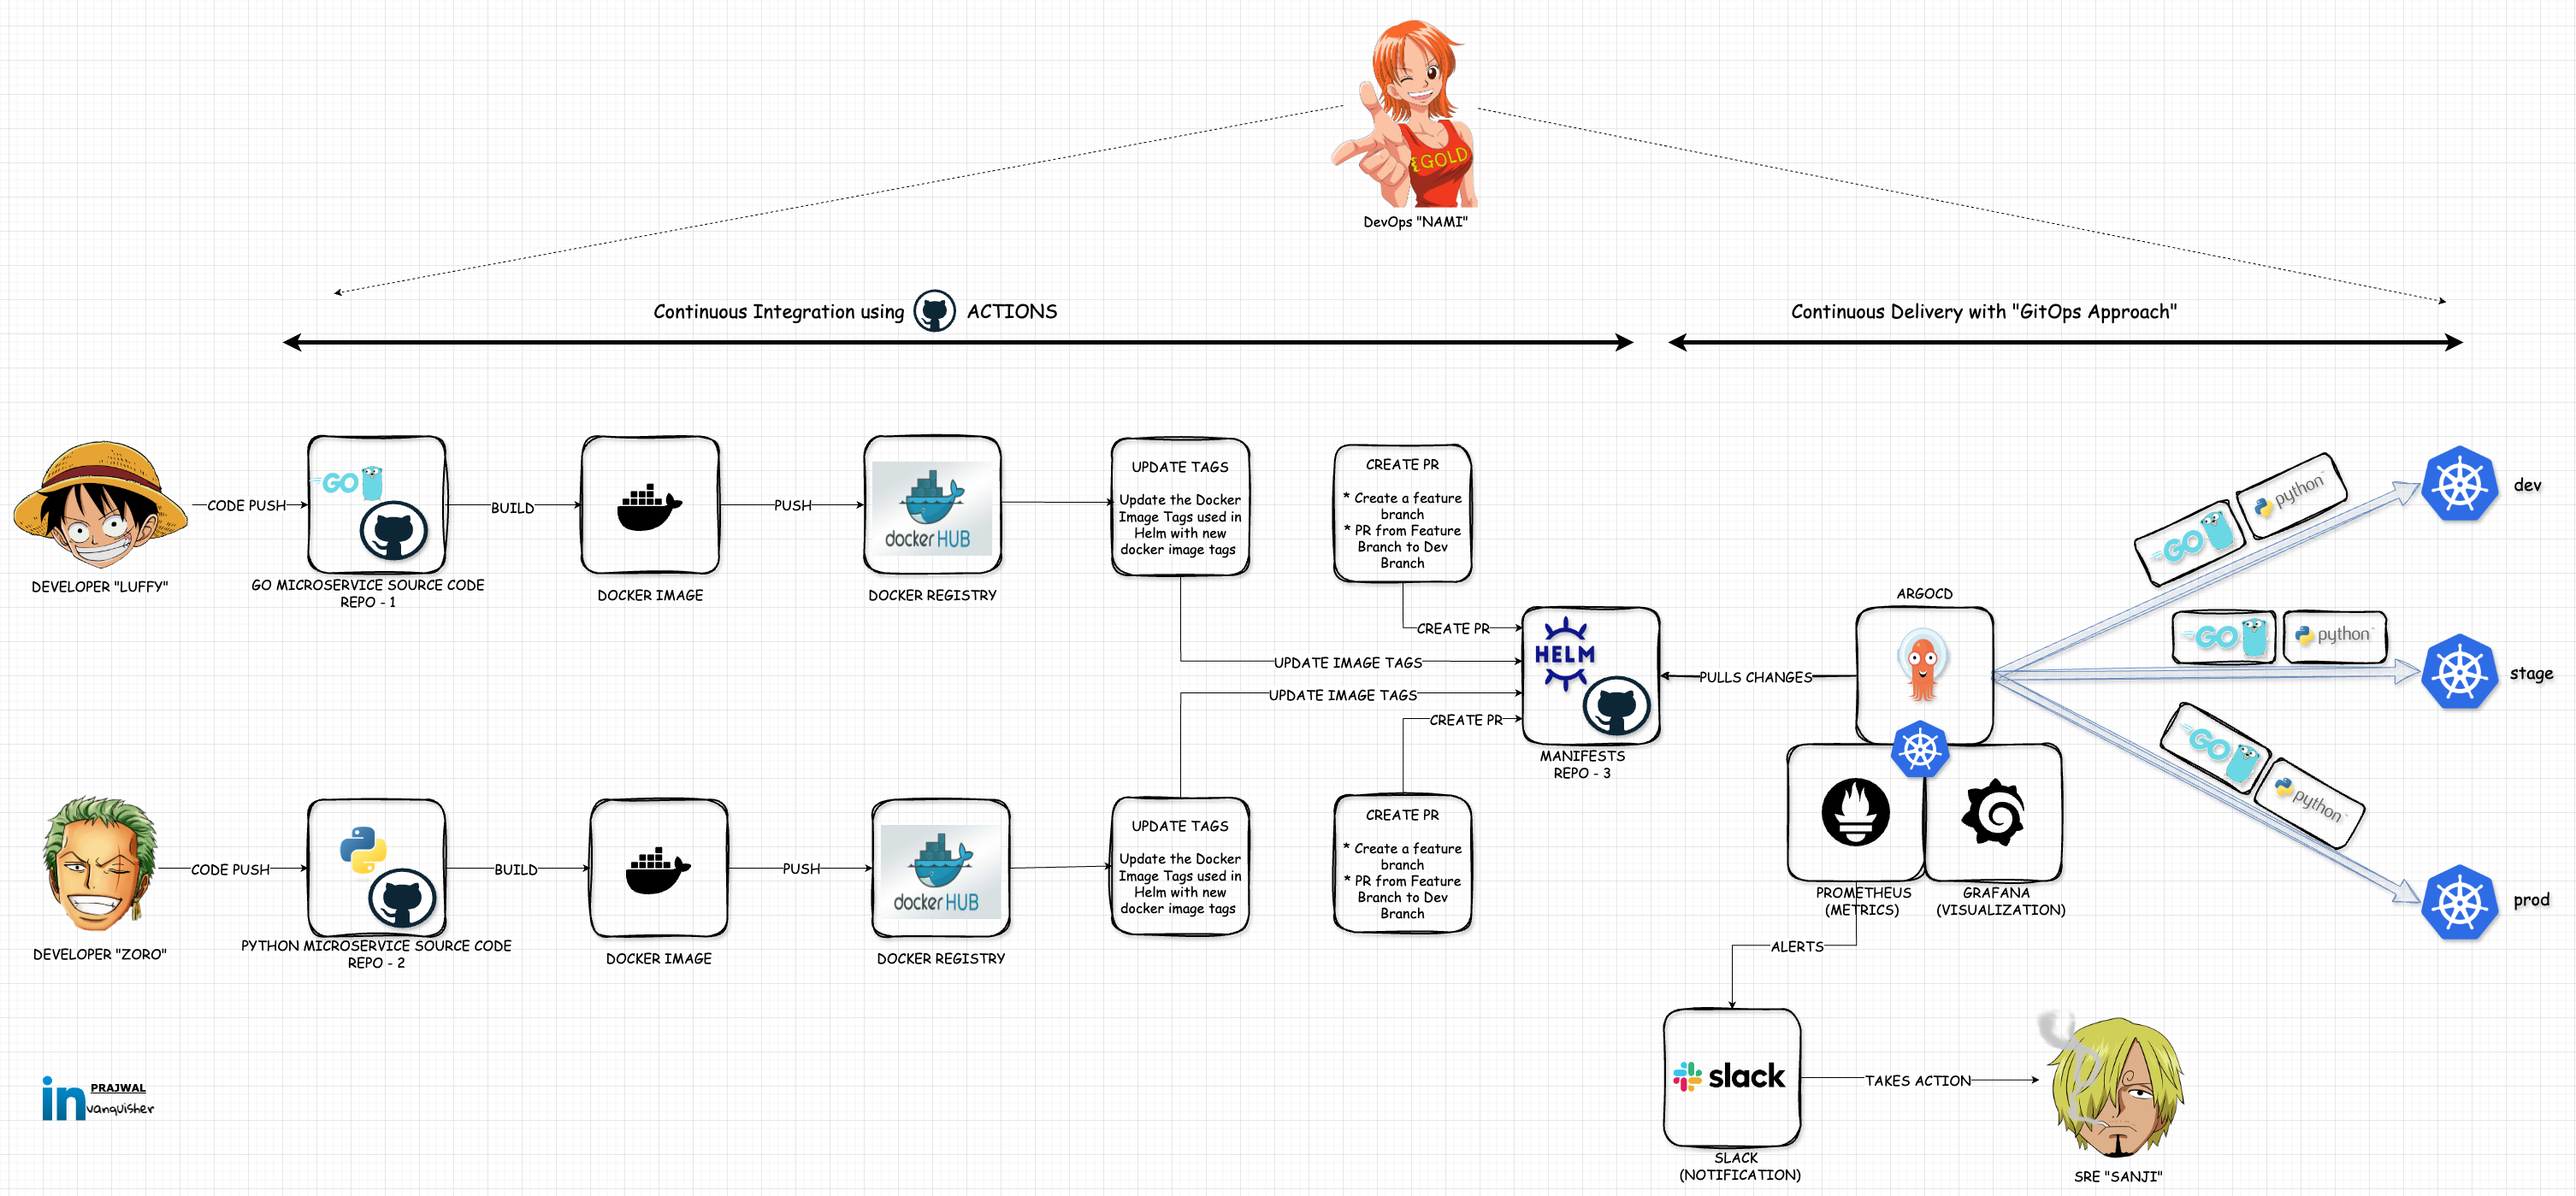 GOLD
DevOps "NAMI"
Continuous Integration using ACTIONS
Continuous Delivery with "GitOps Approach"
DEVELOPER "LUFFY"
CODE PUSH
GO
GO MICROSERVICE SOURCE CODE
REPO - 1
BUILD
DOCKER IMAGE
PUSH
docker HUB
DOCKER REGISTRY
UPDATE TAGS
Update the Docker
Image Tags used in
Helm with new
docker image tags
CREATE PR
* Create a feature
branch
* PR from Feature
Branch to Dev
Branch
CREATE PR
UPDATE IMAGE TAGS
UPDATE IMAGE TAGS
CREATE PR
HELM
MANIFESTS
REPO - 3
PULLS CHANGES
ARGOCD
GO
python
dev
GO
python
stage
GO
python
prod
DEVELOPER "ZORO"
CODE PUSH
PYTHON MICROSERVICE SOURCE CODE
REPO - 2
BUILD
DOCKER IMAGE
PUSH
docker HUB
DOCKER REGISTRY
UPDATE TAGS
Update the Docker
Image Tags used in
Helm with new
docker image tags
CREATE PR
* Create a feature
branch
* PR from Feature
Branch to Dev
Branch
PROMETHEUS
(METRICS)
GRAFANA
(VISUALIZATION)
ALERTS
slack
SLACK
(NOTIFICATION)
TAKES ACTION
SRE "SANJI"
in
PRAJWAL
vanquisher